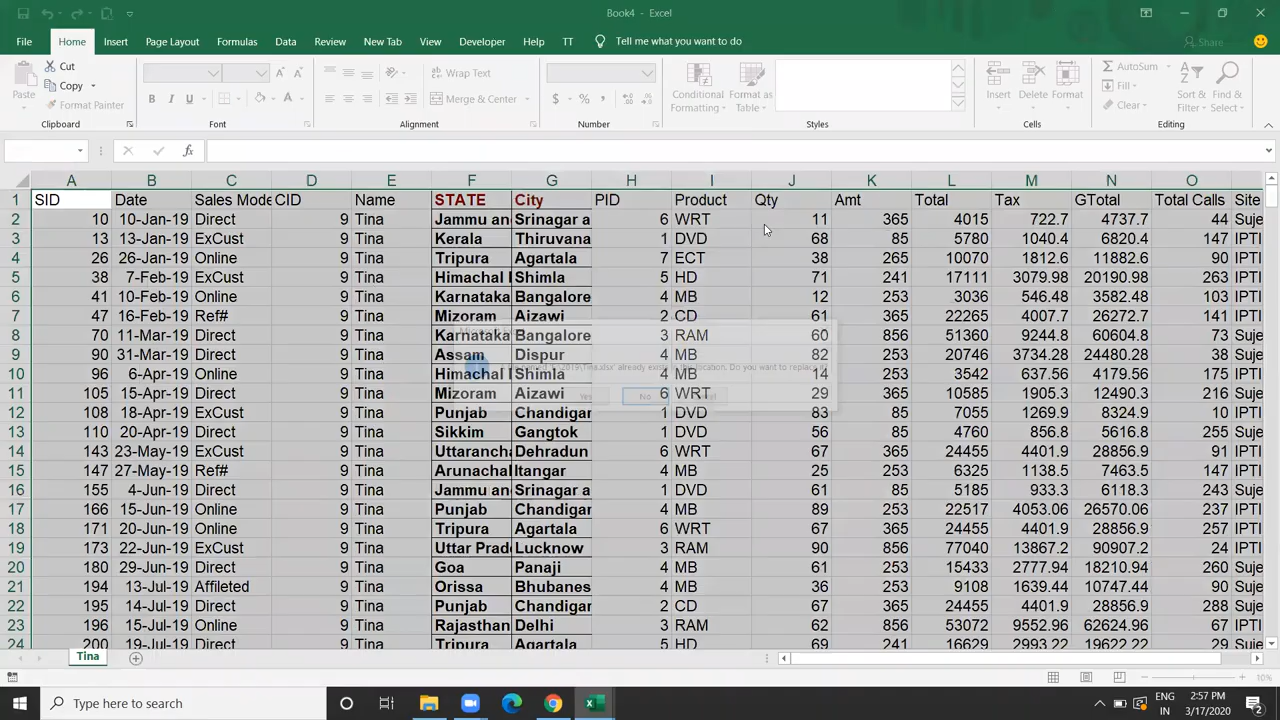 Book4 - Excel
File Home Insert Page Layout Formulas Data Review New Tab View Developer Help TT Tell me what you want to do Share
Cut
Copy
Format Painter
Paste
Clipboard
B I U
Font
Wrap Text
Merge & Center
Alignment
$ % ,
Number
Conditional Formatting
Format as Table
Styles
Insert Delete Format
Cells
AutoSum
Fill
Clear
Sort & Filter
Find & Select
Editing
fx
A B C D E F G H I J K L M N O
1 SID Date Sales Mode CID Name STATE City PID Product Qty Amt Total Tax GTotal Total Calls Site
2 10 10-Jan-19 Direct 9 Tina Jammu an Srinagar a 6 WRT 11 365 4015 722.7 4737.7 44 Suje
3 13 13-Jan-19 ExCust 9 Tina Kerala Thiruvana 1 DVD 68 85 5780 1040.4 6820.4 147 IPTI
4 26 26-Jan-19 Online 9 Tina Tripura Agartala 7 ECT 38 265 10070 1812.6 11882.6 90 IPTI
5 38 7-Feb-19 ExCust 9 Tina Himachal Shimla 5 HD 71 241 17111 3079.98 20190.98 263 IPTI
6 41 10-Feb-19 Online 9 Tina Karnataka Bangalore 4 MB 12 253 3036 546.48 3582.48 103 IPTI
7 47 16-Feb-19 Ref# 9 Tina Mizoram Aizawi 2 CD 61 365 22265 4007.7 26272.7 141 IPTI
8 70 11-Mar-19 Direct 9 Tina Karnataka Bangalore 3 RAM 60 856 51360 9244.8 60604.8 73 Suje
9 90 31-Mar-19 Direct 9 Tina Assam Dispur 4 MB 82 253 20746 3734.28 24480.28 38 Suje
10 96 6-Apr-19 Online 9 Tina Himachal Shimla 4 MB 14 253 3542 637.56 4179.56 175 IPTI
11 105 15-Apr-19 Direct 9 Tina Mizoram Aizawi 6 WRT 29 365 10585 1905.3 12490.3 216 IPTI
12 108 18-Apr-19 ExCust 9 Tina Punjab Chandigar 1 DVD 83 85 7055 1269.9 8324.9 10 IPTI
13 110 20-Apr-19 Direct 9 Tina Sikkim Gangtok 1 DVD 56 85 4760 856.8 5616.8 255 IPTI
14 143 23-May-19 ExCust 9 Tina Uttarancha Dehradun 6 WRT 67 365 24455 4401.9 28856.9 91 IPTI
15 147 27-May-19 Ref# 9 Tina Arunachal Itangar 4 MB 25 253 6325 1138.5 7463.5 147 IPTI
16 155 4-Jun-19 Direct 9 Tina Jammu an Srinagar a 1 DVD 61 85 5185 933.3 6118.3 243 Suje
17 166 15-Jun-19 Online 9 Tina Punjab Chandigar 4 MB 89 253 22517 4053.06 26570.06 237 IPTI
18 171 20-Jun-19 Online 9 Tina Tripura Agartala 6 WRT 67 365 24455 4401.9 28856.9 257 IPTI
19 173 22-Jun-19 ExCust 9 Tina Uttar Prade Lucknow 3 RAM 90 856 77040 13867.2 90907.2 24 IPTI
20 180 29-Jun-19 Direct 9 Tina Goa Panaji 4 MB 61 253 15433 2777.94 18210.94 260 IPTI
21 194 13-Jul-19 Affileted 9 Tina Orissa Bhubanes 4 MB 36 253 9108 1639.44 10747.44 90 Suje
22 195 14-Jul-19 Direct 9 Tina Punjab Chandigar 2 CD 67 365 24455 4401.9 28856.9 288 IPTI
23 196 15-Jul-19 Online 9 Tina Rajasthan Delhi 3 RAM 62 856 53072 9552.96 62624.96 67 IPTI
24 200 19-Jul-19 Direct 9 Tina Tripura Agartala 5 HD 69 241 16629 2993.22 19622.22 29 Suje
already exists in this location. Do you want to replace it?
Yes No
Tina
10%
Type here to search
ENG 2:57 PM
IN 3/17/2020
2